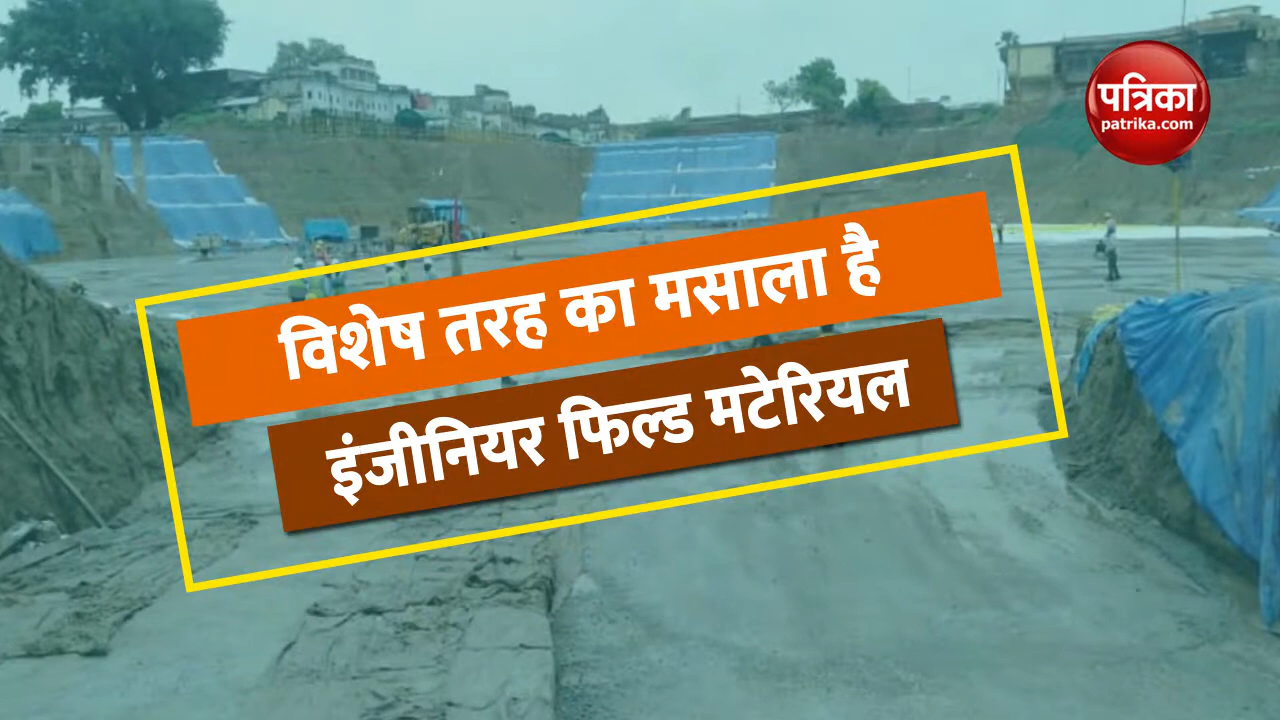 पत्रिका
patrika.com
विशेष तरह का मसाला है
इंजीनियर फिल्ड मटेरियल